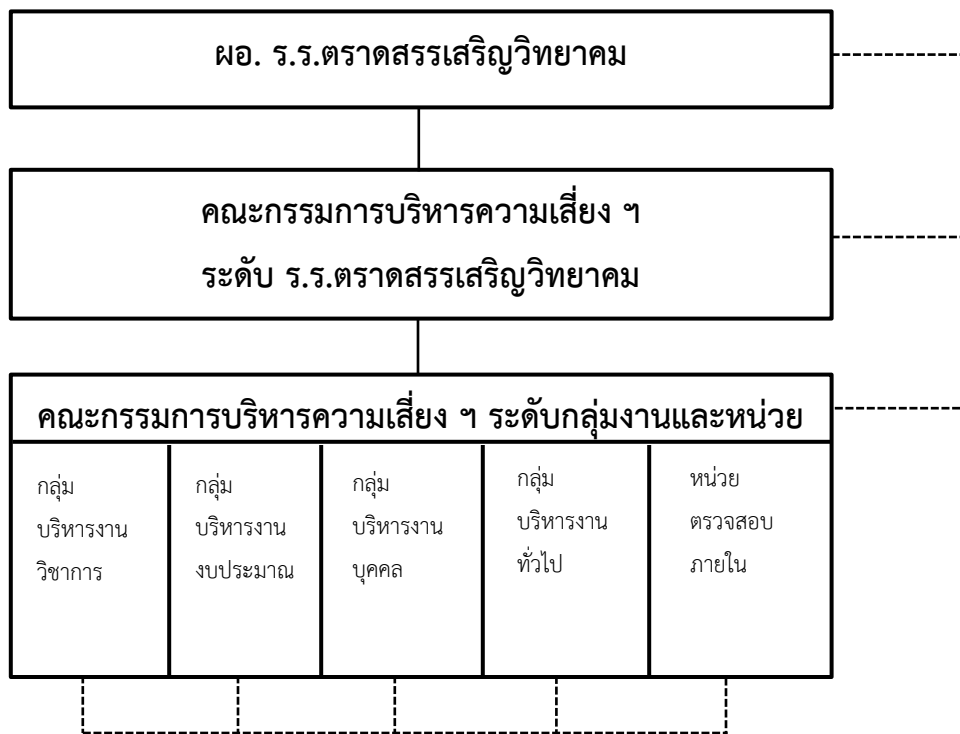 ผอ. ร.ร.ตราดสรรเสริญวิทยาคม
คณะกรรมการบริหารความเสี่ยง ฯ
ระดับ ร.ร.ตราดสรรเสริญวิทยาคม
คณะกรรมการบริหารความเสี่ยง ฯ ระดับกลุ่มงานและหน่วย
กลุ่ม
บริหารงาน
วิชาการ
กลุ่ม
บริหารงาน
งบประมาณ
กลุ่ม
บริหารงาน
บุคคล
กลุ่ม
บริหารงาน
ทั่วไป
หน่วย
ตรวจสอบ
ภายใน